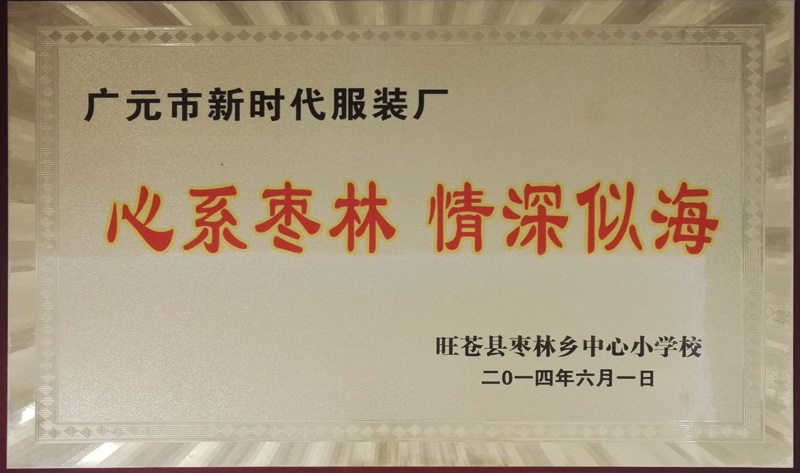 广元市新时代服装厂
心系枣林 情深似海
旺苍县枣林乡中心小学校
二0一四年六月一日